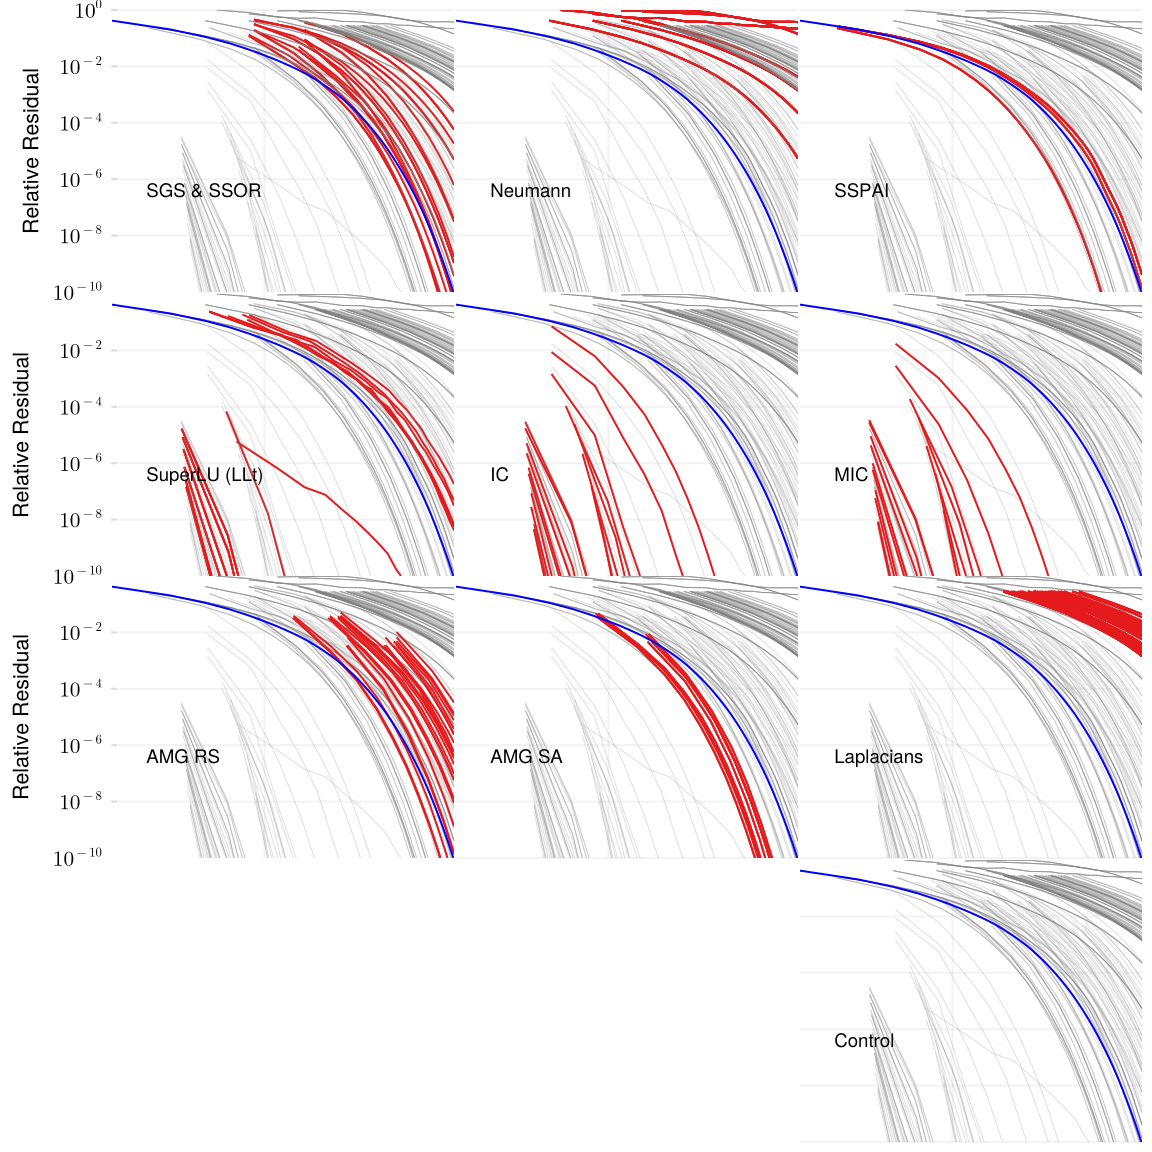 10^0
10^−2
10^−4
10^−6
10^−8
10^−10
Relative Residual
SGS & SSOR
Neumann
SSPAI
10^−2
10^−4
10^−6
10^−8
10^−10
Relative Residual
SuperLU (LLt)
IC
MIC
10^−2
10^−4
10^−6
10^−8
10^−10
Relative Residual
AMG RS
AMG SA
Laplacians
Control